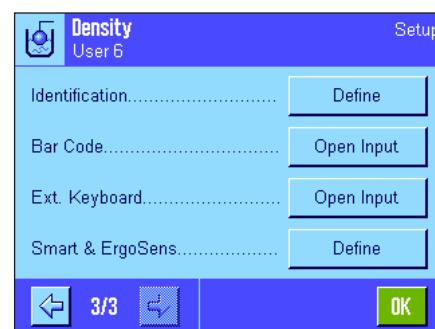 Density
Setup
User 6
Identification........................... Define
Bar Code................................ Open Input
Ext. Keyboard......................... Open Input
Smart & ErgoSens................... Define
3/3
OK